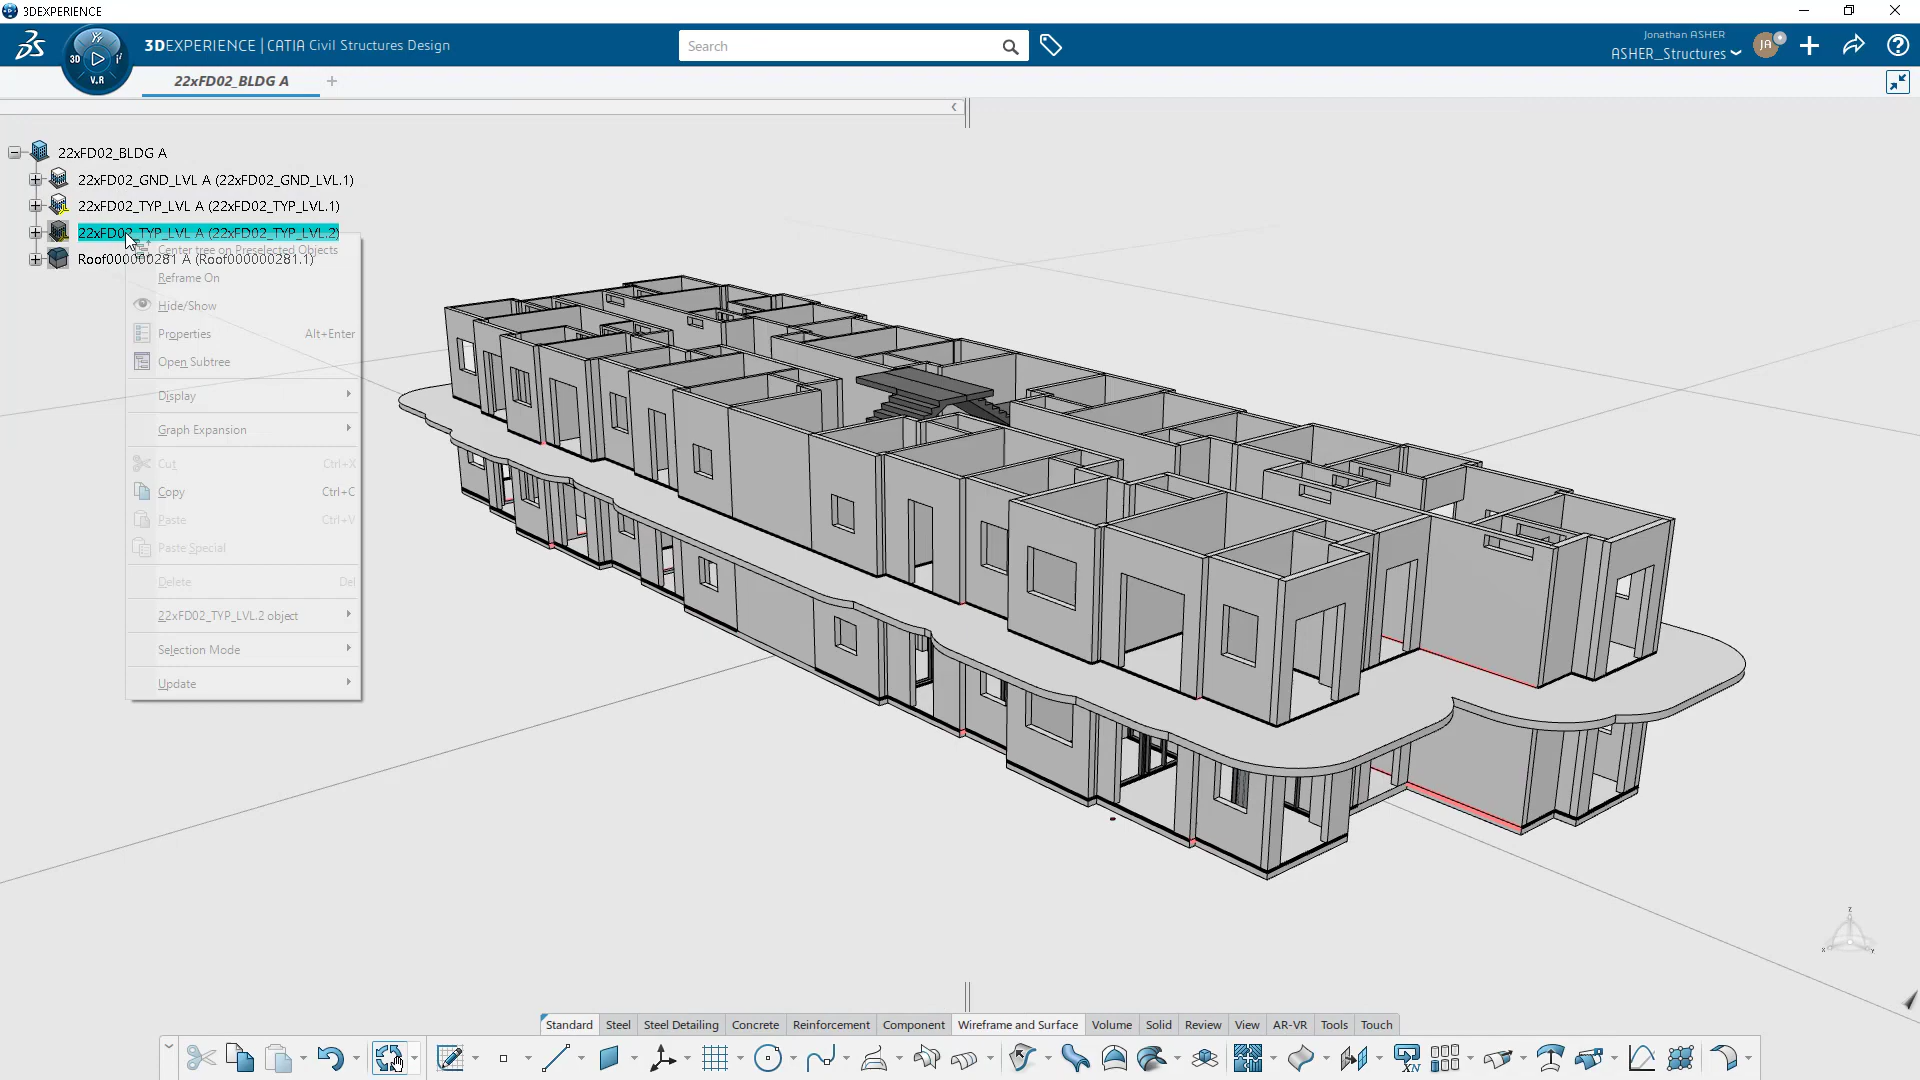 3DEXPERIENCE
3DEXPERIENCE | CATIA Civil Structures Design
Search
Jonathan ASHER
ASHER_Structures
JA
3D
V.R
22xFD02_BLDG A
22xFD02_BLDG A
22xFD02_GND_LVL A (22xFD02_GND_LVL.1)
22xFD02_TYP_LVL A (22xFD02_TYP_LVL.1)
22xFD02_TYP_LVL A (22xFD02_TYP_LVL.2)
Center tree on Preselected Objects
Roof000000281 A (Roof000000281.1)
Reframe On
Hide/Show
Properties Alt+Enter
Open Subtree
Display
Graph Expansion
Cut Ctrl+X
Copy Ctrl+C
Paste Ctrl+V
Paste Special
Delete Del
22xFD02_TYP_LVL.2 object
Selection Mode
Update
Standard Steel Steel Detailing Concrete Reinforcement Component Wireframe and Surface Volume Solid Review View AR-VR Tools Touch